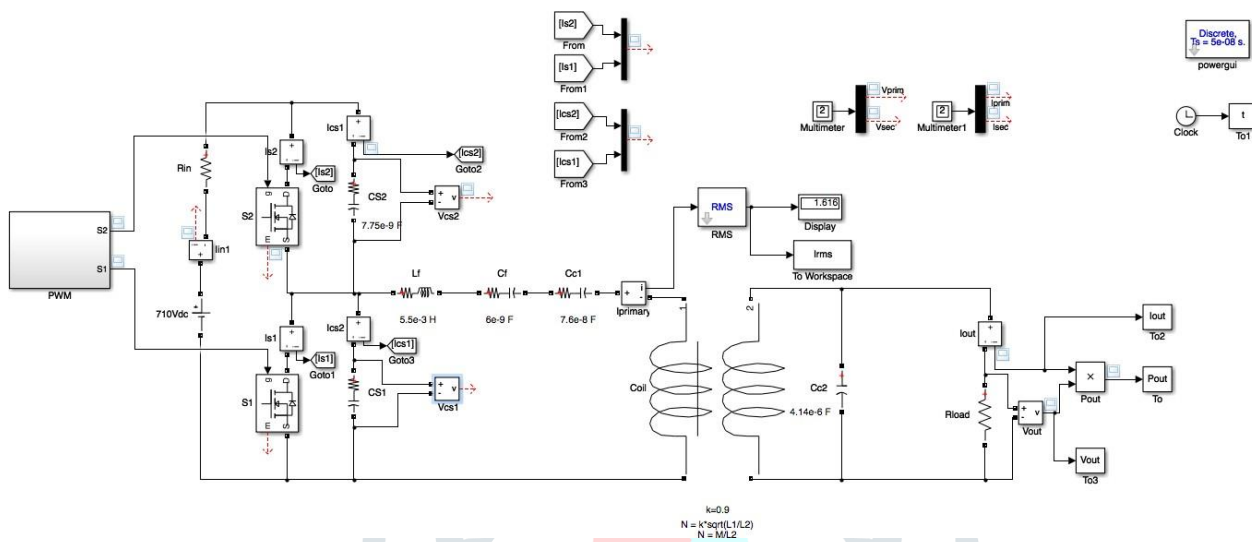 [Is2]
From
[Is1]
From1
[Ics2]
From2
[Ics1]
From3
Discrete,
Ts = 5e-08 s.
powergui
2
Multimeter
Vprim
Vsec
2
Multimeter1
Iprim
Isec
Clock
t
To1
S2
S1
PWM
Rin
Iin1
710Vdc
Is2
[Is2]
Goto
g
D
S2
m
S
Ics1
[Ics2]
Goto2
CS2
7.75e-9 F
+
-
v
Vcs2
Is1
[Is1]
Goto1
g
D
S1
m
S
Ics2
[Ics1]
Goto3
CS1
+
-
v
Vcs1
Lf
5.5e-3 H
Cf
6e-9 F
Cc1
7.6e-8 F
+
-
i
Iprimary
RMS
RMS
1.616
Display
Irms
To Workspace
1
Coil
2
Cc2
4.14e-6 F
Iout
Rload
+
-
v
Vout
×
Pout
Iout
To2
Pout
To
Vout
To3
k=0.9
N = k*sqrt(L1/L2)
N = M/L2